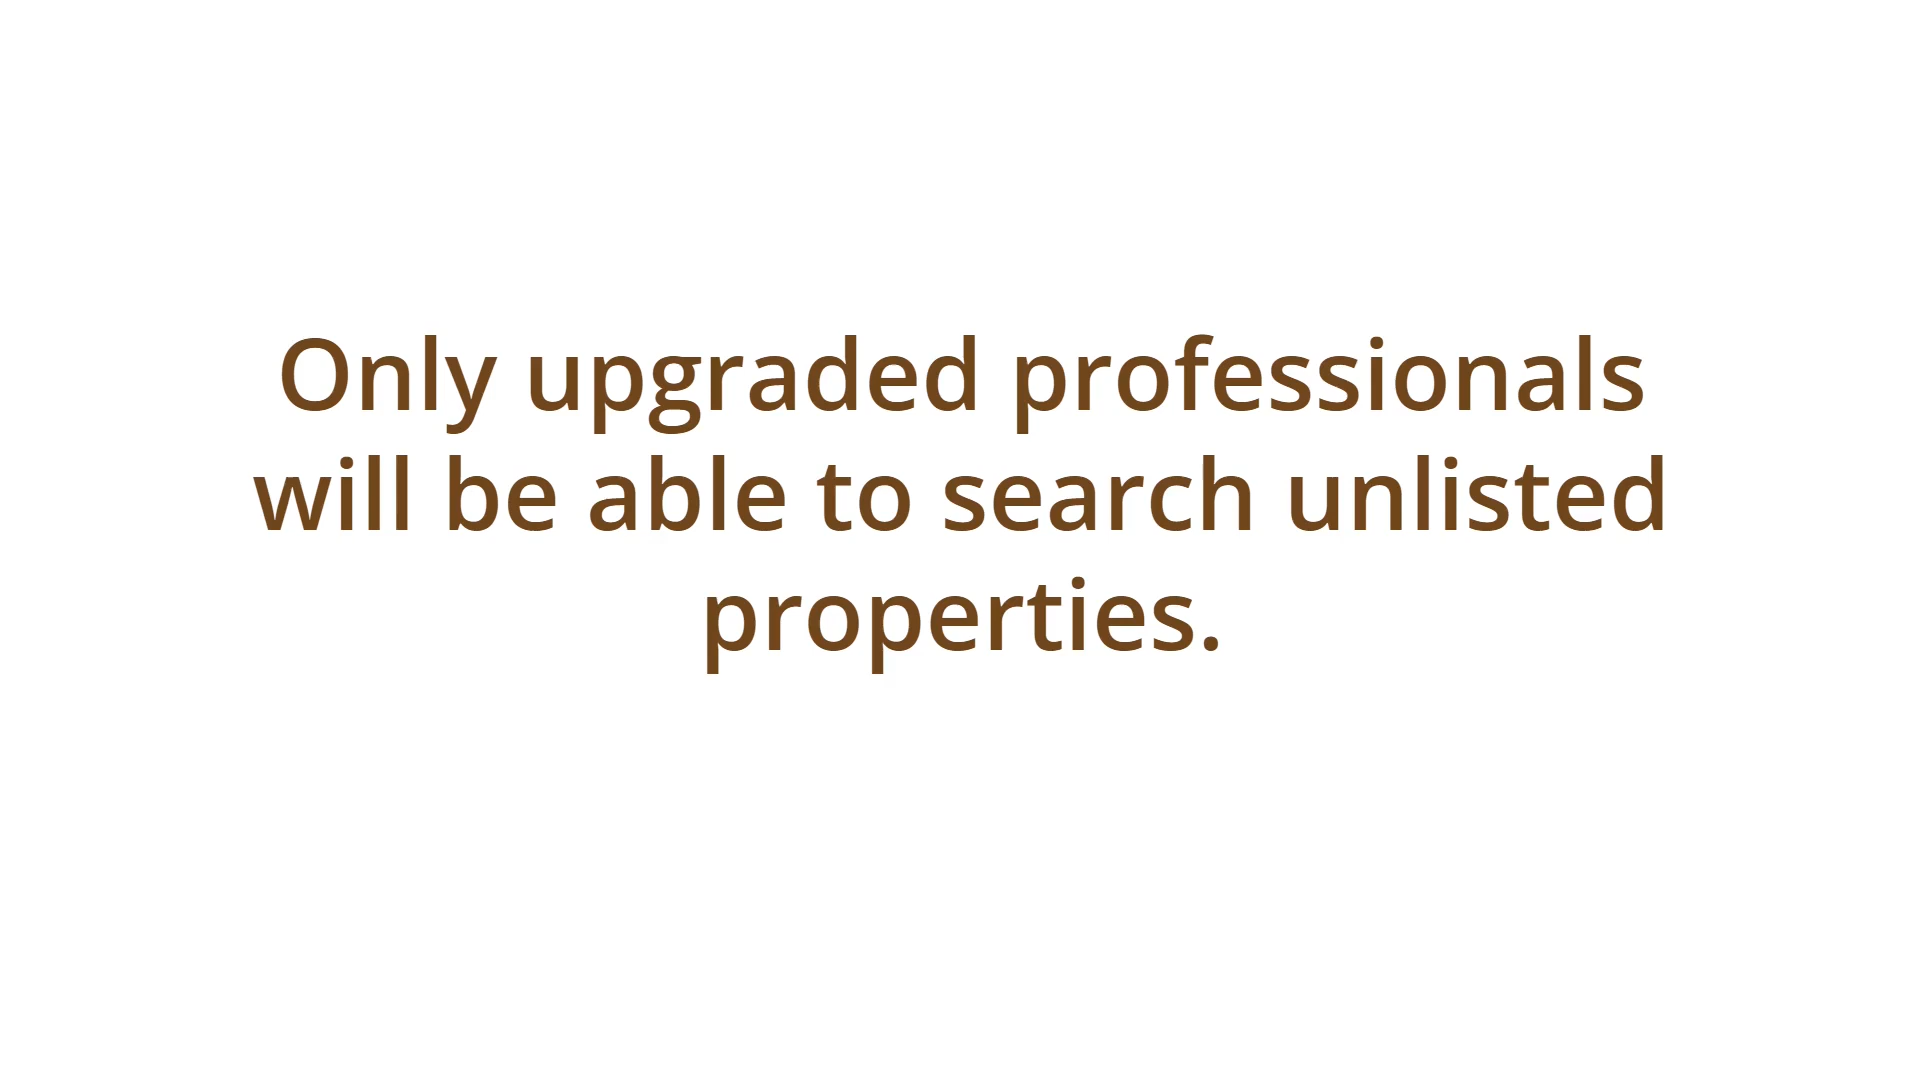 Only upgraded professionals
will be able to search unlisted
properties.